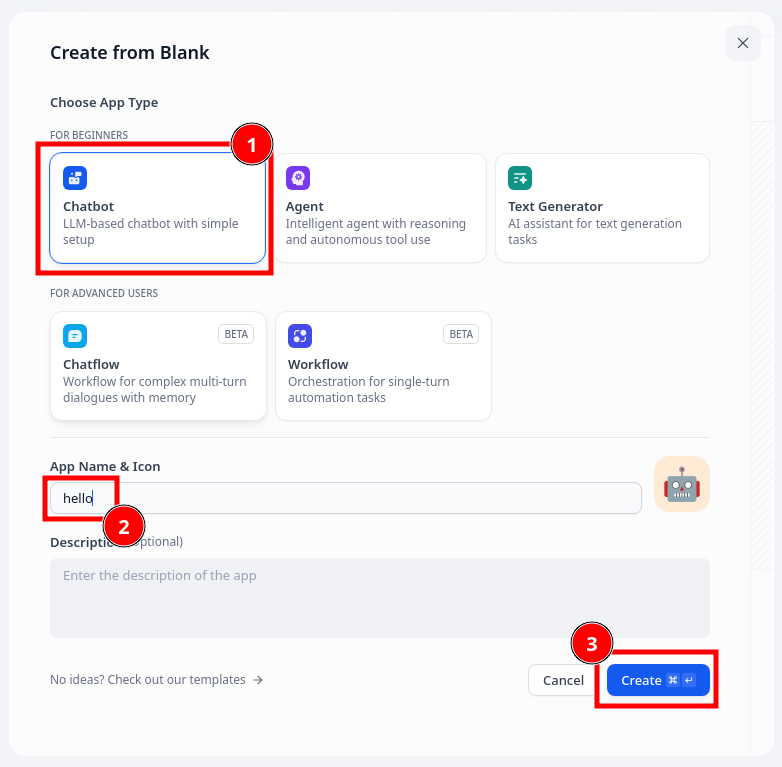 Create from Blank
Choose App Type
FOR BEGINNERS
1
Chatbot
LLM-based chatbot with simple
setup
Agent
Intelligent agent with reasoning
and autonomous tool use
Text Generator
AI assistant for text generation
tasks
FOR ADVANCED USERS
BETA
Chatflow
Workflow for complex multi-turn
dialogues with memory
BETA
Workflow
Orchestration for single-turn
automation tasks
App Name & Icon
hello
2
Descripti ptional)
Enter the description of the app
3
No ideas? Check out our templates →
Cancel
Create ⌘ ↵